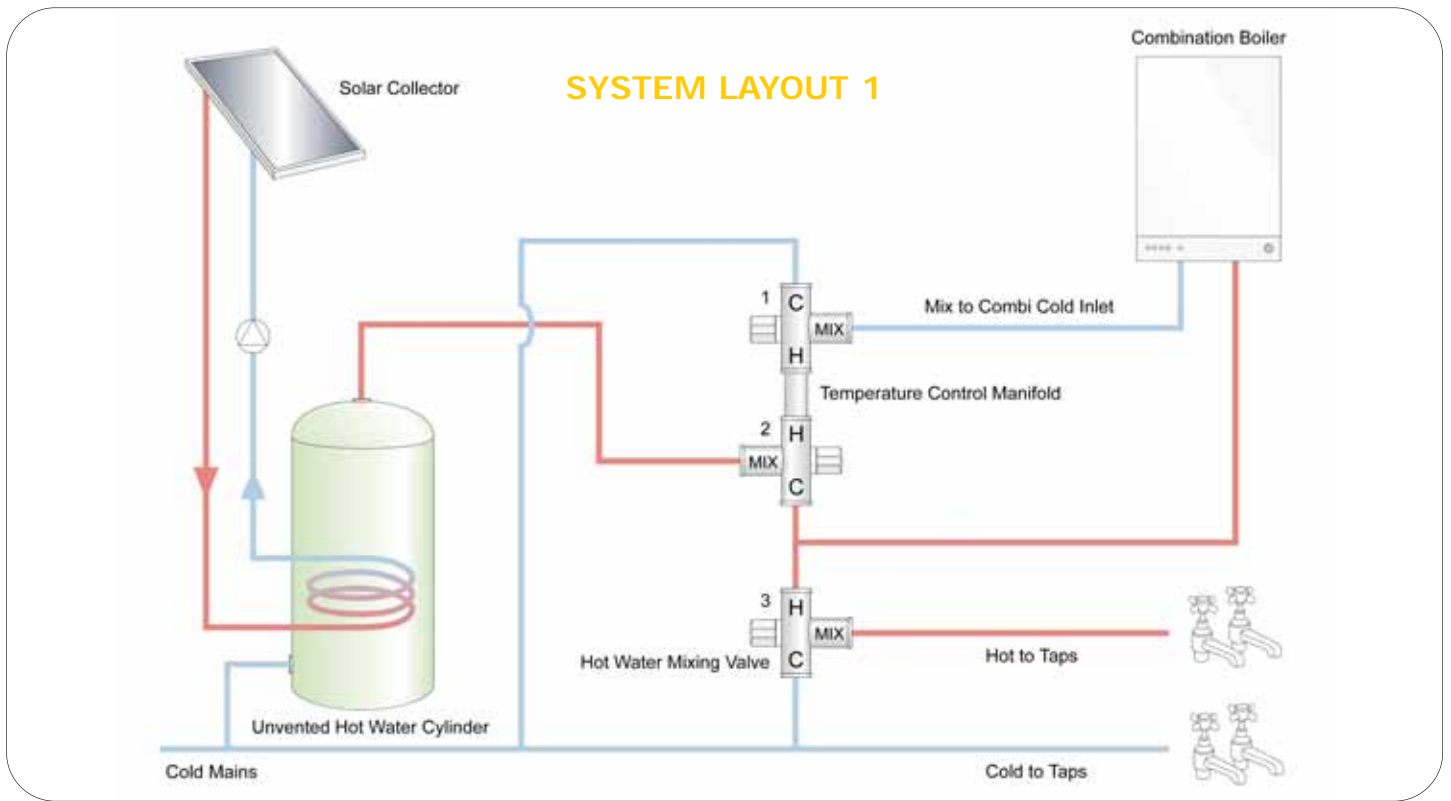 Combination Boiler
Solar Collector
SYSTEM LAYOUT 1
1
C
MIX
H
Mix to Combi Cold Inlet
Temperature Control Manifold
2
H
MIX
C
3
H
MIX
C
Hot Water Mixing Valve
Hot to Taps
Unvented Hot Water Cylinder
Cold Mains
Cold to Taps